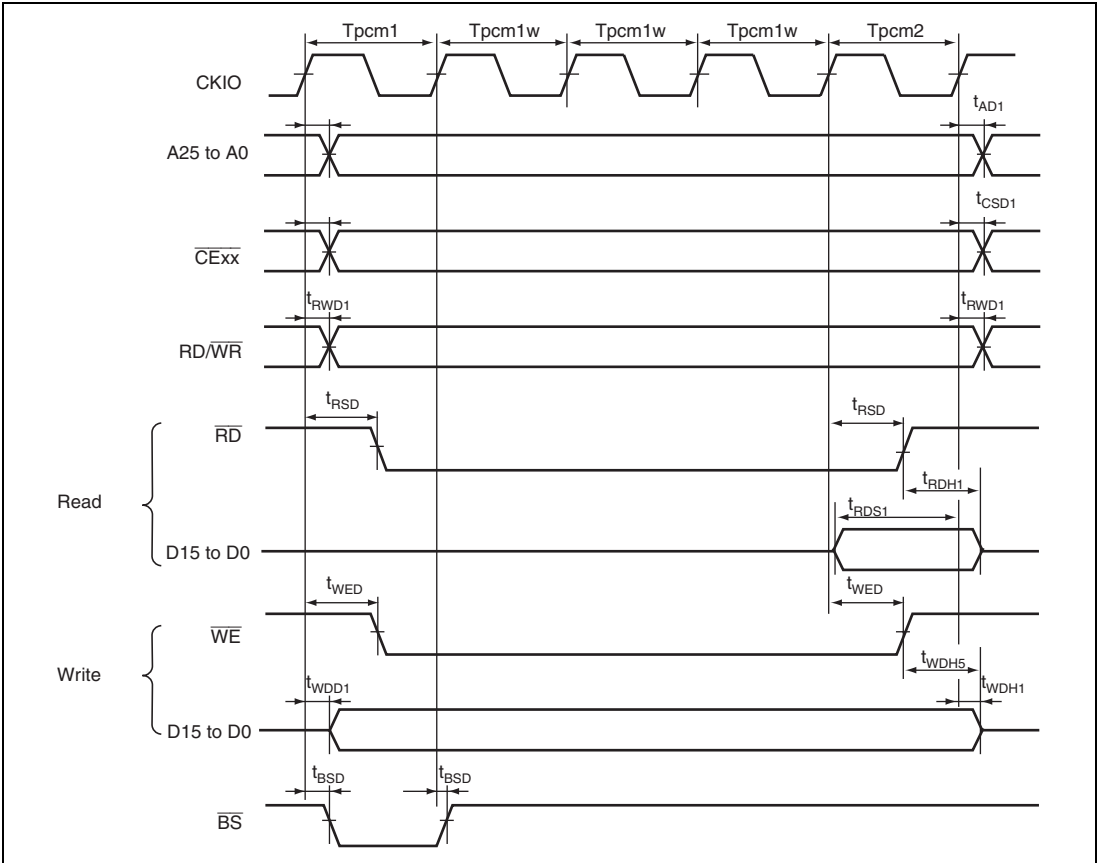 Tpcm1 Tpcm1w Tpcm1w Tpcm1w Tpcm2
CKIO
tAD1
A25 to A0
tCSD1
CExx
tRWD1 tRWD1
RD/WR
tRSD tRSD
RD
tRDH1
Read
tRDS1
D15 to D0
tWED tWED
WE
tWDH5
Write
tWDD1 tWDH1
D15 to D0
tBSD tBSD
BS